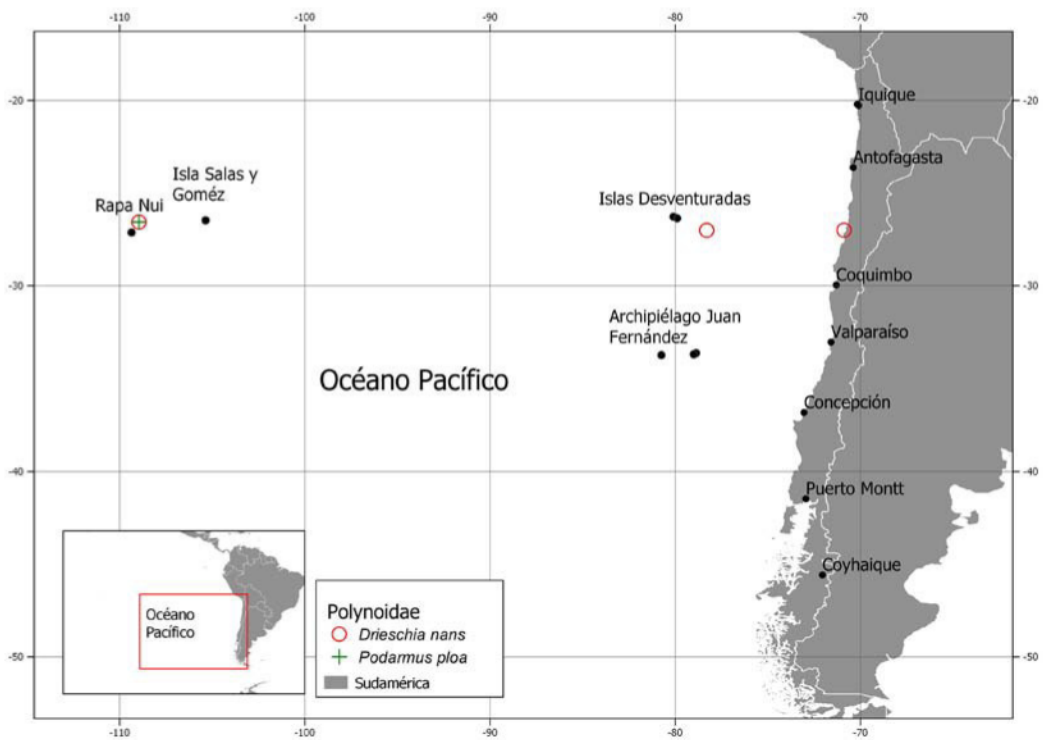 -110
-100
-90
-80
-70
-20
-20
Iquique
Antofagasta
Isla Salas y
Goméz
Rapa Nui
Islas Desventuradas
-30
-30
Coquimbo
Archipiélago Juan
Fernández
Valparaíso
Océano Pacífico
Concepción
-40
-40
Puerto Montt
Coyhaique
Océano
Pacífico
Polynoidae
Drieschia nans
Podarmus ploa
Sudamérica
-50
-50
-110
-100
-90
-80
-70